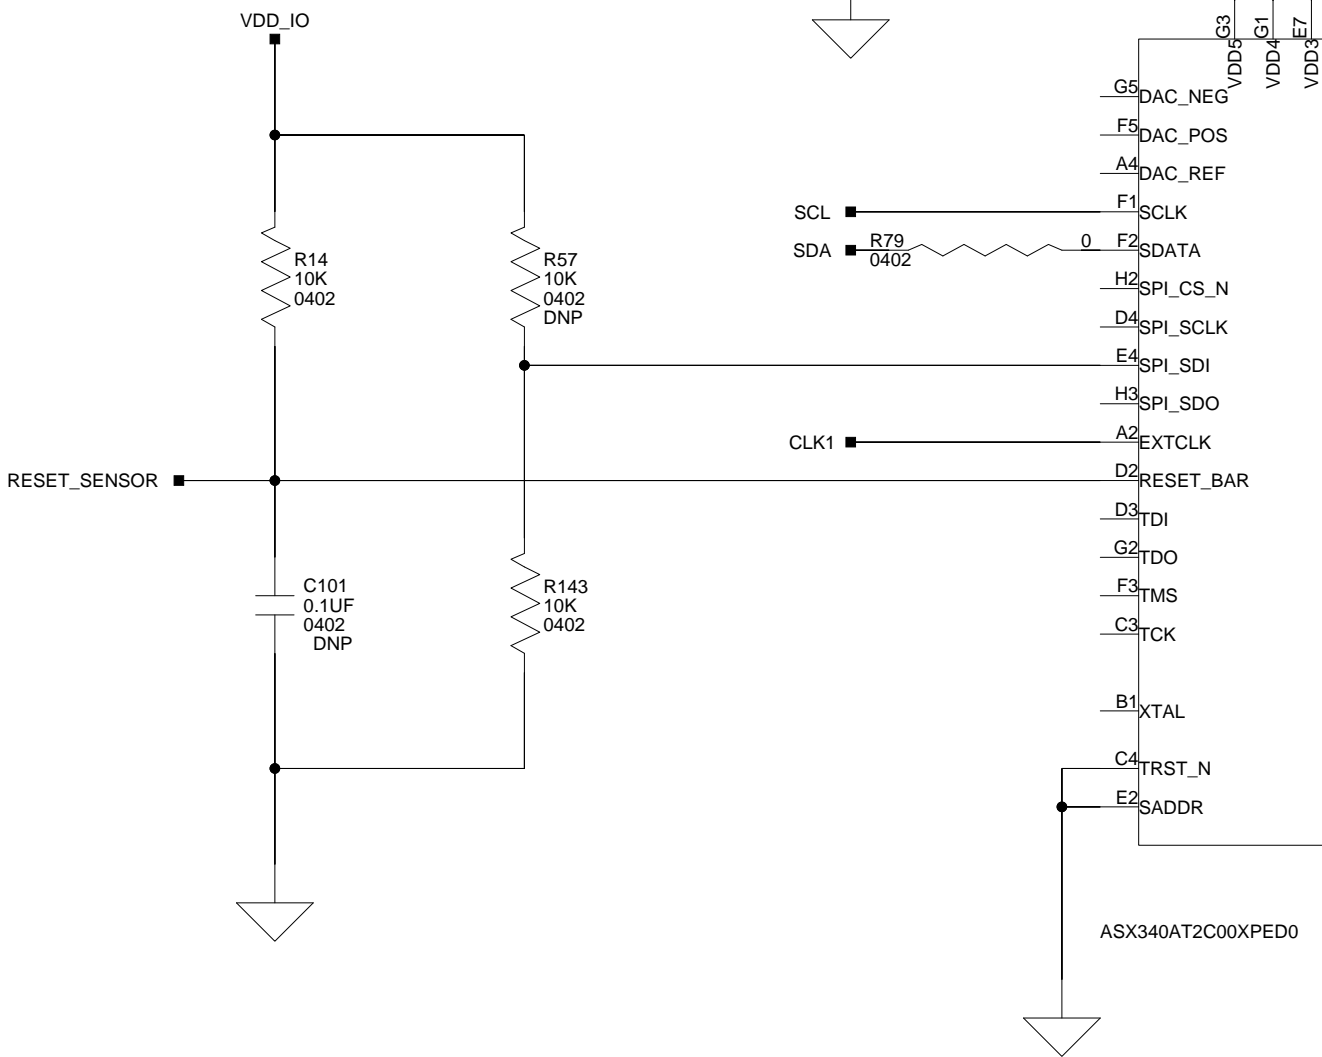 VDD_IO
G3
G1
E7
VDD5
VDD4
VDD3
G5 DAC_NEG
F5 DAC_POS
A4 DAC_REF
SCL
F1 SCLK
SDA
R79
0402
0
F2 SDATA
R14
10K
0402
R57
10K
0402
DNP
H2 SPI_CS_N
D4 SPI_SCLK
E4 SPI_SDI
H3 SPI_SDO
CLK1
A2 EXTCLK
RESET_SENSOR
D2 RESET_BAR
D3 TDI
G2 TDO
C101
0.1UF
0402
DNP
R143
10K
0402
F3 TMS
C3 TCK
B1 XTAL
C4 TRST_N
E2 SADDR
ASX340AT2C00XPED0